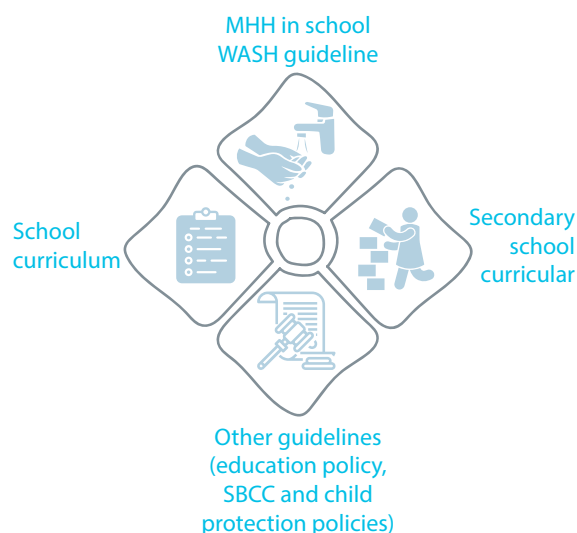 MHH in school
WASH guideline
School
curriculum
Secondary
school
curricular
Other guidelines
(education policy,
SBCC and child
protection policies)